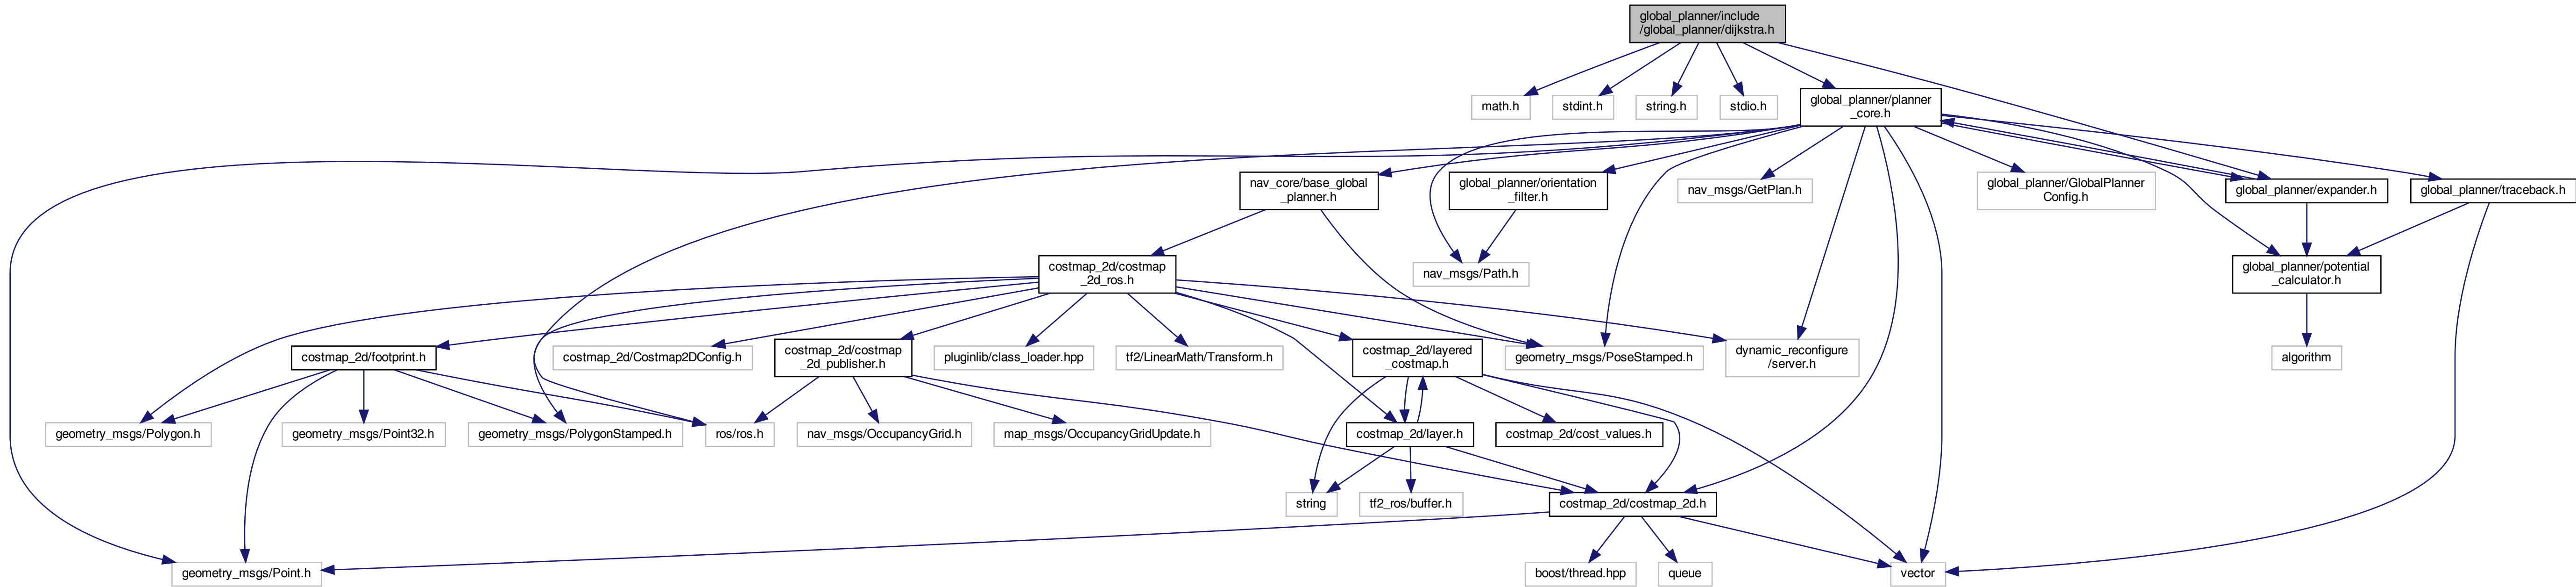 global_planner/include
/global_planner/dijkstra.h
math.h
stdint.h
string.h
stdio.h
global_planner/planner
_core.h
nav_core/base_global
_planner.h
global_planner/orientation
_filter.h
nav_msgs/GetPlan.h
global_planner/GlobalPlanner
Config.h
global_planner/expander.h
global_planner/traceback.h
costmap_2d/costmap
_2d_ros.h
nav_msgs/Path.h
global_planner/potential
_calculator.h
costmap_2d/footprint.h
costmap_2d/Costmap2DConfig.h
costmap_2d/costmap
_2d_publisher.h
pluginlib/class_loader.hpp
tf2/LinearMath/Transform.h
costmap_2d/layered
_costmap.h
geometry_msgs/PoseStamped.h
dynamic_reconfigure
/server.h
algorithm
geometry_msgs/Polygon.h
geometry_msgs/Point32.h
geometry_msgs/PolygonStamped.h
ros/ros.h
nav_msgs/OccupancyGrid.h
map_msgs/OccupancyGridUpdate.h
costmap_2d/layer.h
costmap_2d/cost_values.h
string
tf2_ros/buffer.h
costmap_2d/costmap_2d.h
geometry_msgs/Point.h
boost/thread.hpp
queue
vector